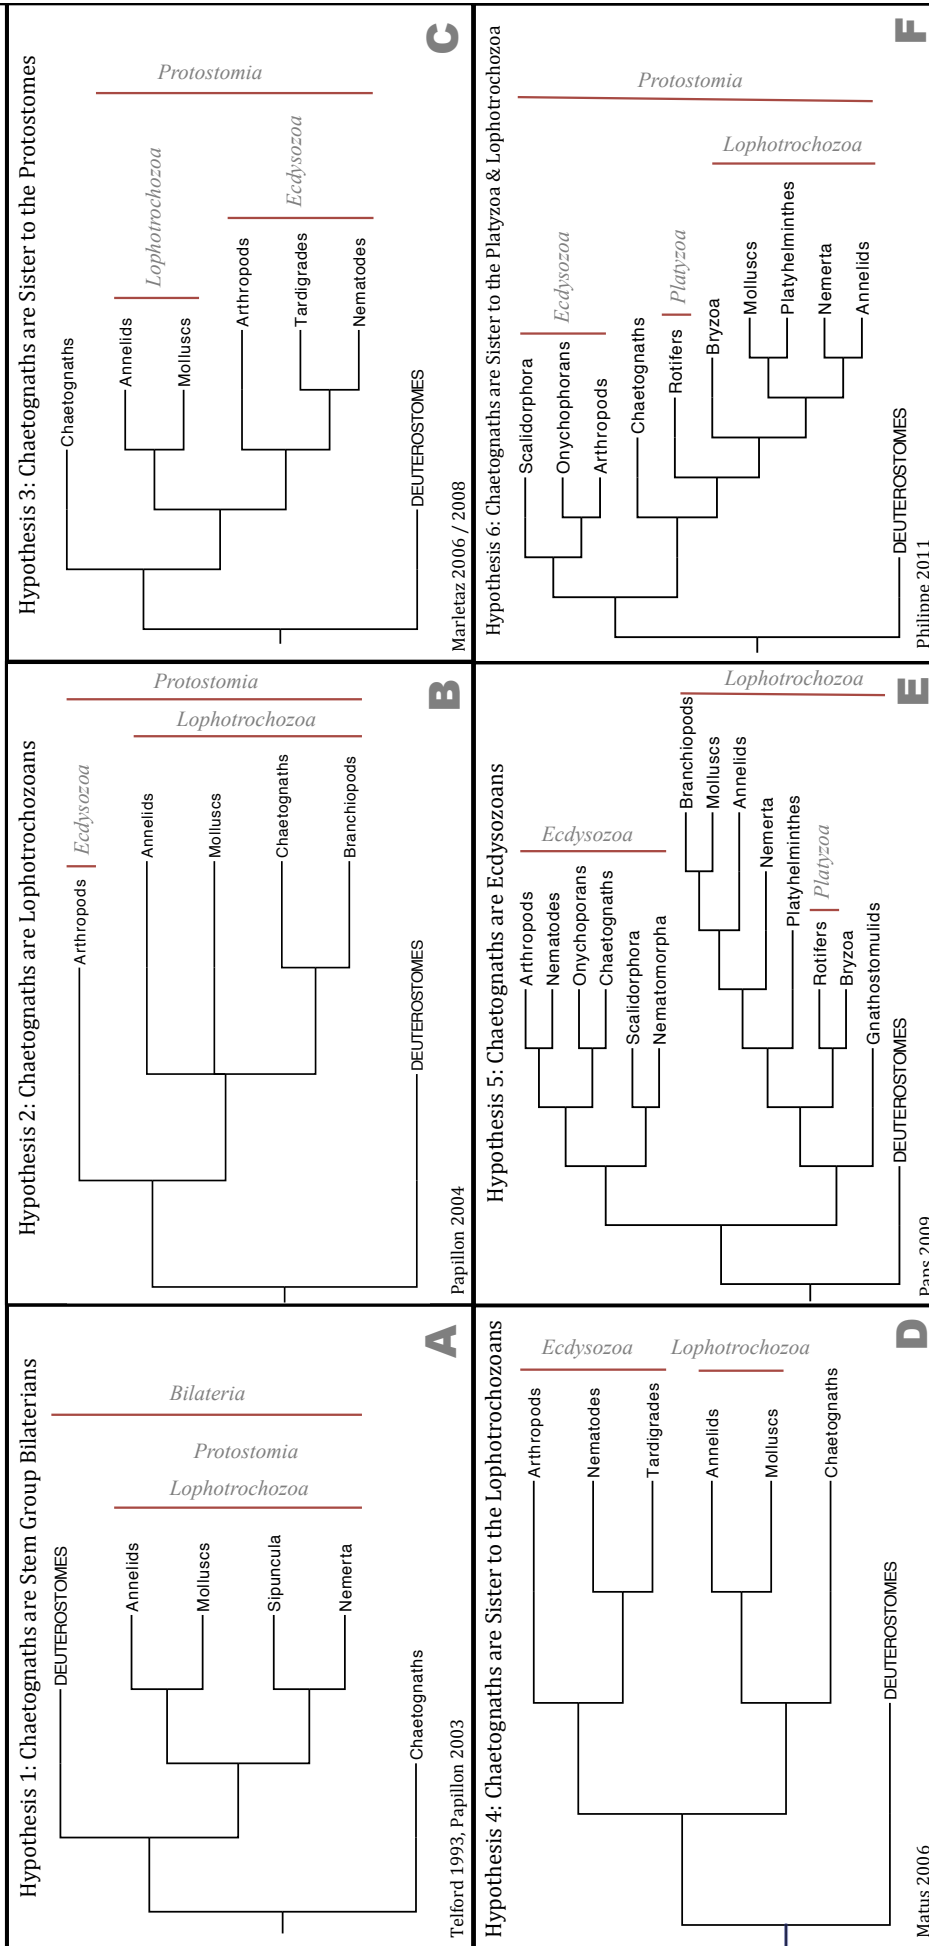 Hypothesis 1: Chaetognaths are Stem Group Bilaterians
DEUTEROSTOMES
Annelids
Molluscs
Sipuncula
Nemerta
Chaetognaths
Lophotrochozoa
Protostomia
Bilateria
Telford 1993, Papillon 2003
A
Hypothesis 2: Chaetognaths are Lophotrochozoans
Arthropods
Ecdysozoa
Annelids
Molluscs
Chaetognaths
Branchiopods
DEUTEROSTOMES
Lophotrochozoa
Protostomia
Papillon 2004
B
Hypothesis 3: Chaetognaths are Sister to the Protostomes
Chaetognaths
Annelids
Molluscs
Lophotrochozoa
Arthropods
Tardigrades
Nematodes
Ecdysozoa
DEUTEROSTOMES
Protostomia
Marletaz 2006 / 2008
C
Hypothesis 4: Chaetognaths are Sister to the Lophotrochozoans
Arthropods
Nematodes
Tardigrades
Ecdysozoa
Annelids
Molluscs
Lophotrochozoa
Chaetognaths
DEUTEROSTOMES
Matus 2006
D
Hypothesis 5: Chaetognaths are Ecdysozoans
Arthropods
Nematodes
Onychoporans
Chaetognaths
Scalidorphora
Nematomorpha
Ecdysozoa
Branchiopods
Molluscs
Annelids
Nemerta
Platyhelminthes
Rotifers
Platyzoa
Bryzoa
Gnathostomulids
Lophotrochozoa
DEUTEROSTOMES
Paps 2009
E
Hypothesis 6: Chaetognaths are Sister to the Platyzoa & Lophotrochozoa
Scalidorphora
Onychophorans
Arthropods
Ecdysozoa
Chaetognaths
Rotifers
Platyzoa
Bryzoa
Molluscs
Platyhelminthes
Nemerta
Annelids
Lophotrochozoa
Protostomia
DEUTEROSTOMES
Philippe 2011
F